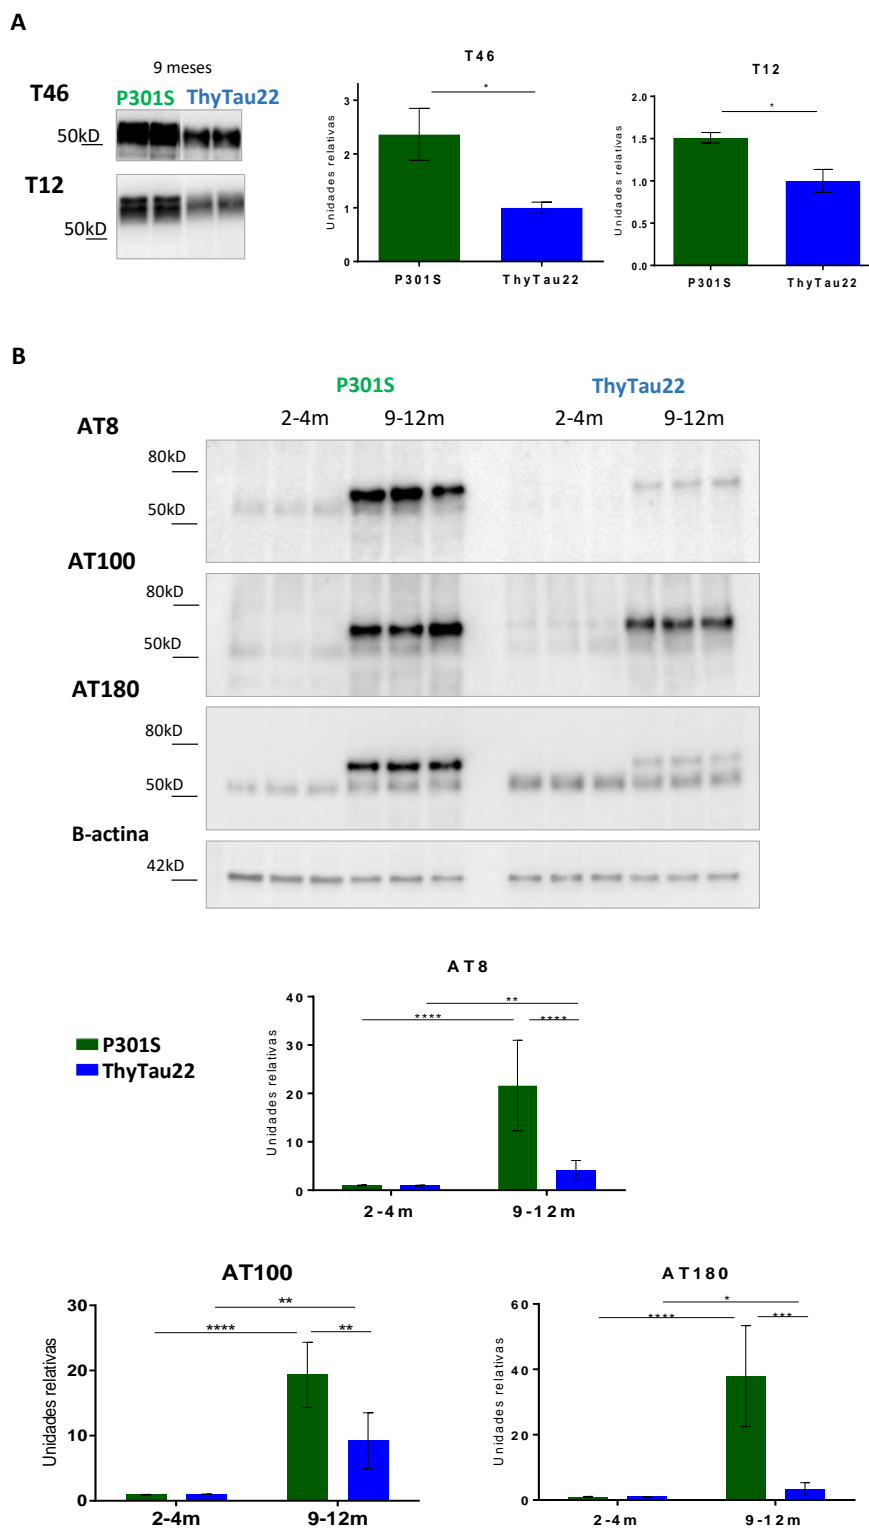 A
9 meses
T46
P301S ThyTau22
50kD
T12
50kD
T46
*
Unidades relativas
3
2
1
0
P301S
ThyTau22
T12
*
Unidades relativas
2.0
1.5
1.0
0.5
0.0
P301S
ThyTau22
B
P301S
ThyTau22
2-4m
9-12m
2-4m
9-12m
AT8
80kD
50kD
AT100
80kD
50kD
AT180
80kD
50kD
B-actina
42kD
P301S
ThyTau22
AT8
**
****
****
Unidades relativas
40
30
20
10
0
2-4m
9-12m
AT100
**
****
**
Unidades relativas
30
20
10
0
2-4m
9-12m
AT180
*
****
***
Unidades relativas
60
40
20
0
2-4m
9-12m